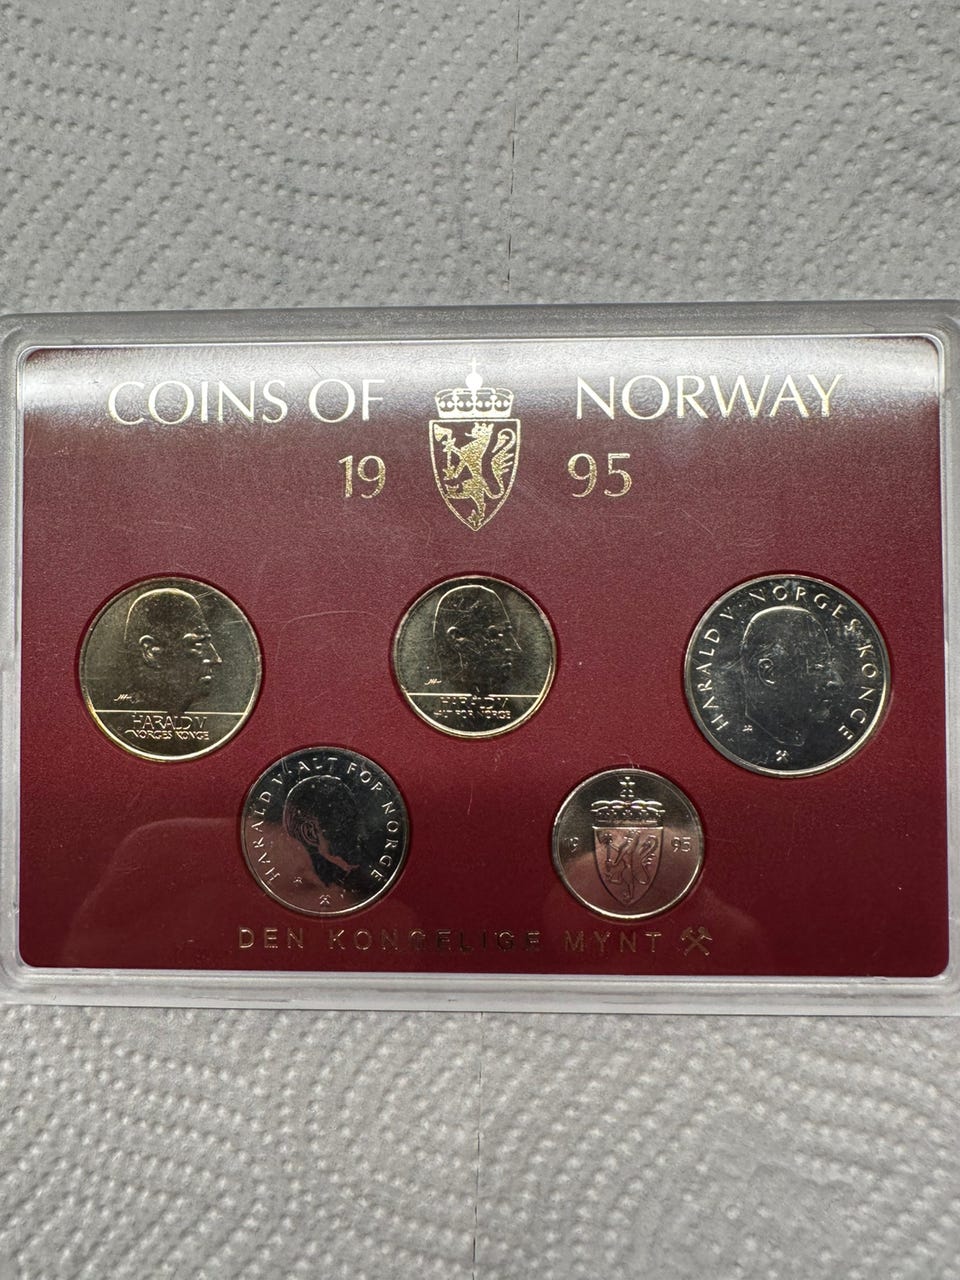 COINS OF NORWAY
19 95
HARALD V
NORGES KONGE
HARALD V
ALT FOR NORGE
HARALD V · NORGES KONGE
HARALD V · ALT FOR NORGE
19 95
DEN KONGELIGE MYNT